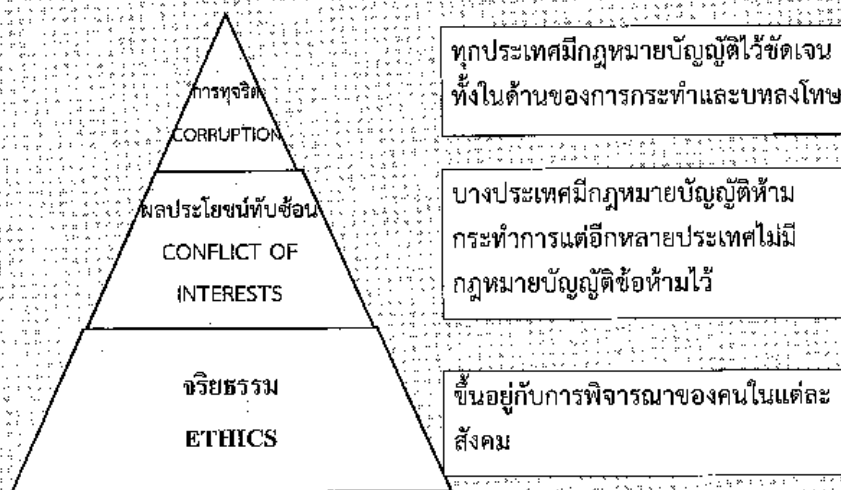 การทุจริต
CORRUPTION
ทุกประเทศมีกฎหมายบัญญัติไว้ชัดเจน
ทั้งในด้านของการกระทำและบทลงโทษ
ผลประโยชน์ทับซ้อน
CONFLICT OF
INTERESTS
บางประเทศมีกฎหมายบัญญัติห้าม
กระทำการแต่อีกหลายประเทศไม่มี
กฎหมายบัญญัติข้อห้ามไว้
จริยธรรม
ETHICS
ขึ้นอยู่กับการพิจารณาของคนในแต่ละ
สังคม